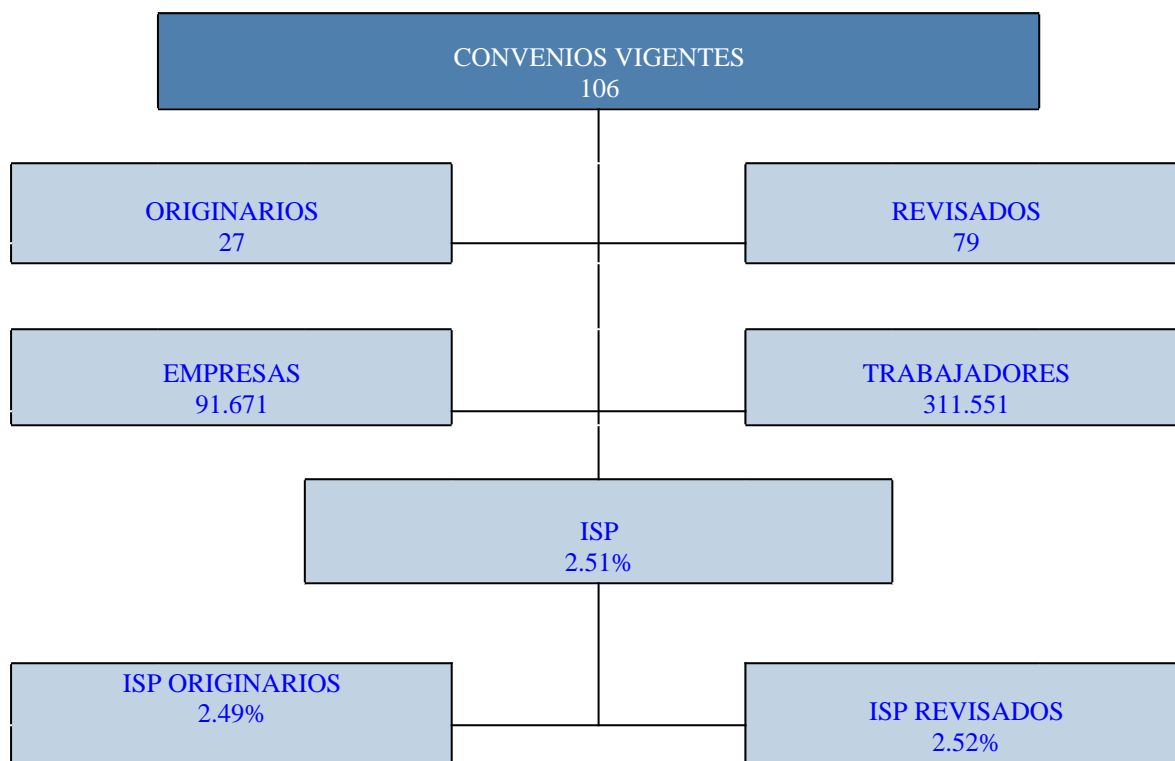 CONVENIOS VIGENTES
106
ORIGINARIOS
27
REVISADOS
79
EMPRESAS
91.671
TRABAJADORES
311.551
ISP
2.51%
ISP ORIGINARIOS
2.49%
ISP REVISADOS
2.52%